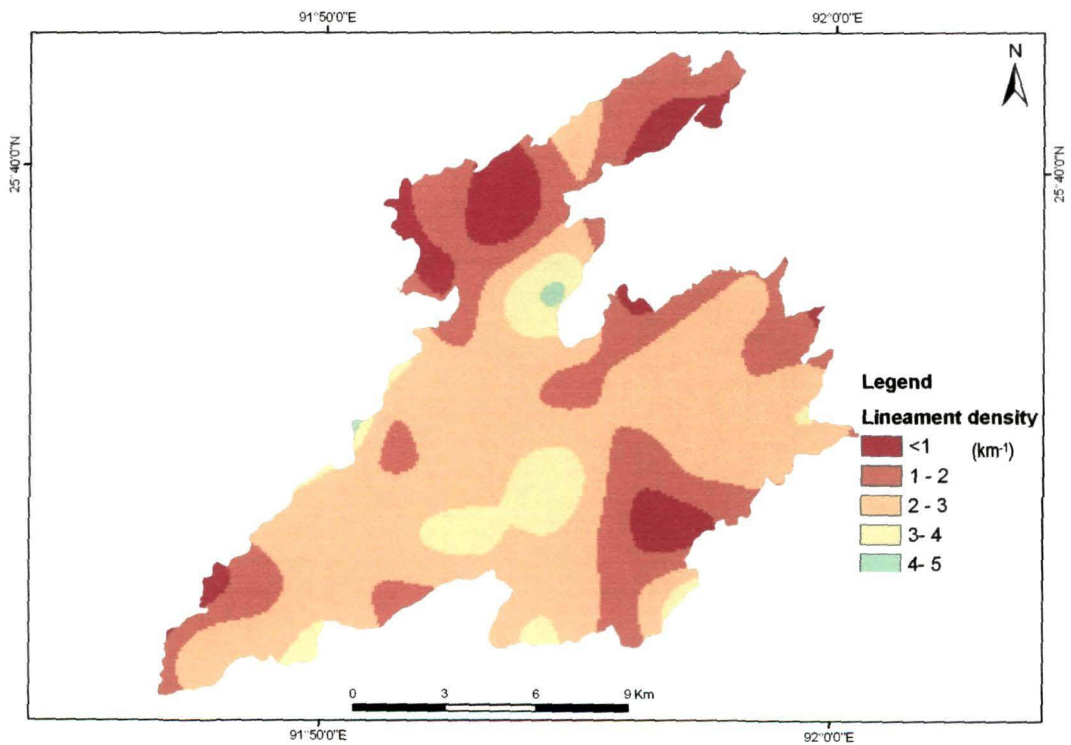 91°50'0"E
92°0'0"E
N
25°40'0"N
25°40'0"N
Legend
Lineament density
(km-1)
<1
1 - 2
2 - 3
3- 4
4- 5
0 3 6 9 Km
91°50'0"E
92°0'0"E